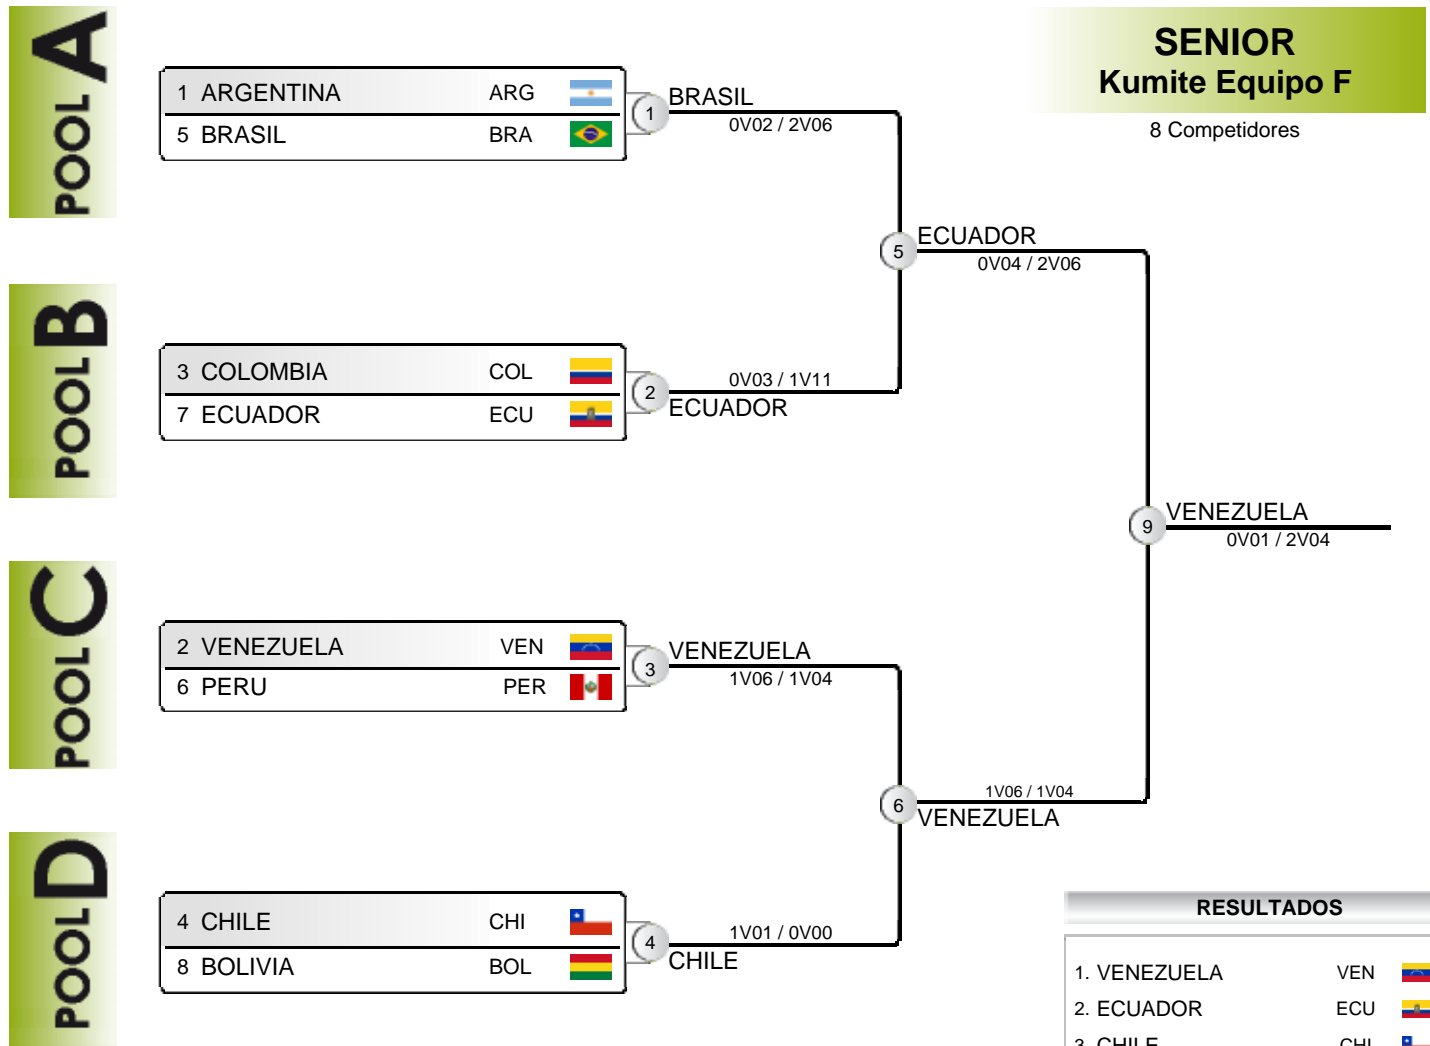 POOL A
1 ARGENTINA ARG
5 BRASIL BRA
1
BRASIL
0V02 / 2V06
SENIOR
Kumite Equipo F
8 Competidores
5
ECUADOR
0V04 / 2V06
POOL B
3 COLOMBIA COL
7 ECUADOR ECU
2
0V03 / 1V11
ECUADOR
9
VENEZUELA
0V01 / 2V04
POOL C
2 VENEZUELA VEN
6 PERU PER
3
VENEZUELA
1V06 / 1V04
6
1V06 / 1V04
VENEZUELA
POOL D
4 CHILE CHI
8 BOLIVIA BOL
4
1V01 / 0V00
CHILE
RESULTADOS
1. VENEZUELA VEN
2. ECUADOR ECU
3. CHILE CHI